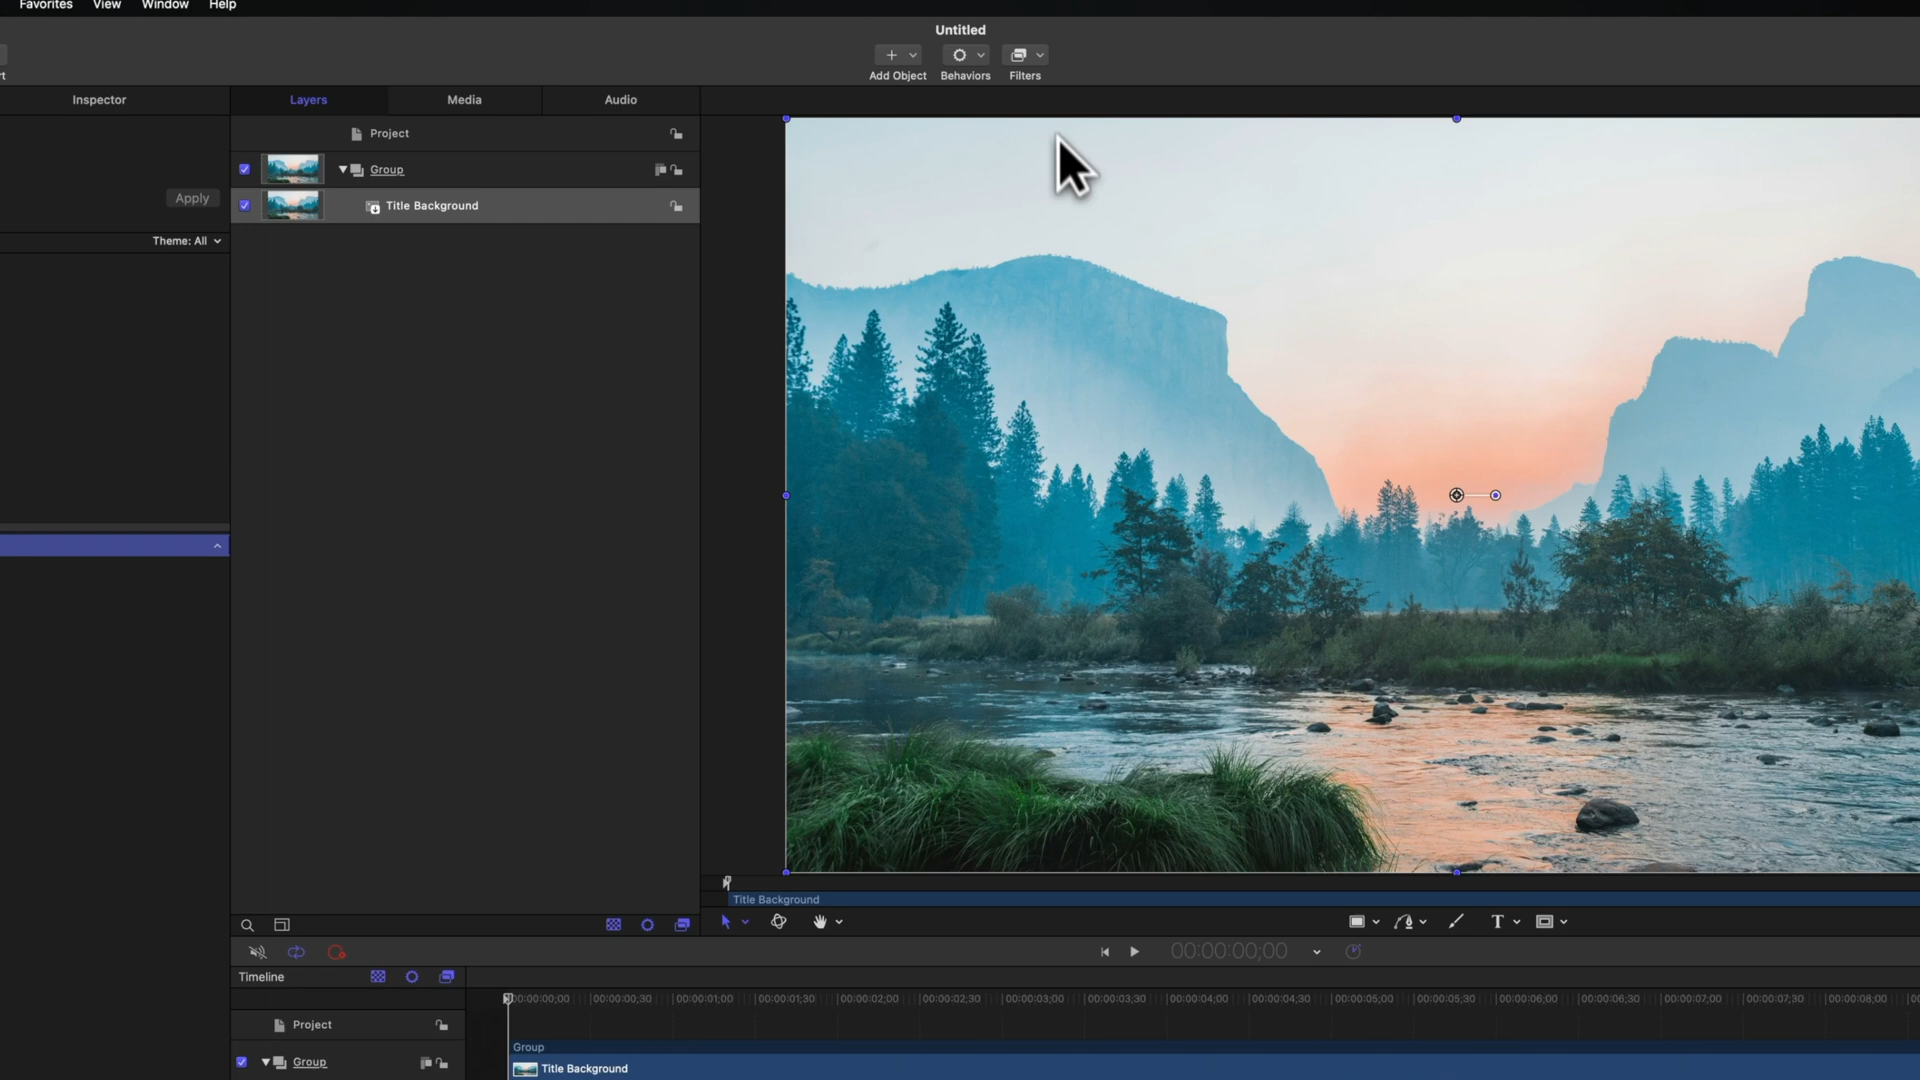 Favorites View Window Help
Untitled
rt
Add Object Behaviors Filters
Inspector Layers Media Audio
Project
Group
Apply
Title Background
Theme: All
Title Background
T
00:00:00;00
Timeline
00:00:00;00 00:00:00;30 00:00:01;00 00:00:01;30 00:00:02;00 00:00:02;30 00:00:03;00 00:00:03;30 00:00:04;00 00:00:04;30 00:00:05;00 00:00:05;30 00:00:06;00 00:00:06;30 00:00:07;00 00:00:07;30 00:00:08;00
Project
Group
Group
Title Background